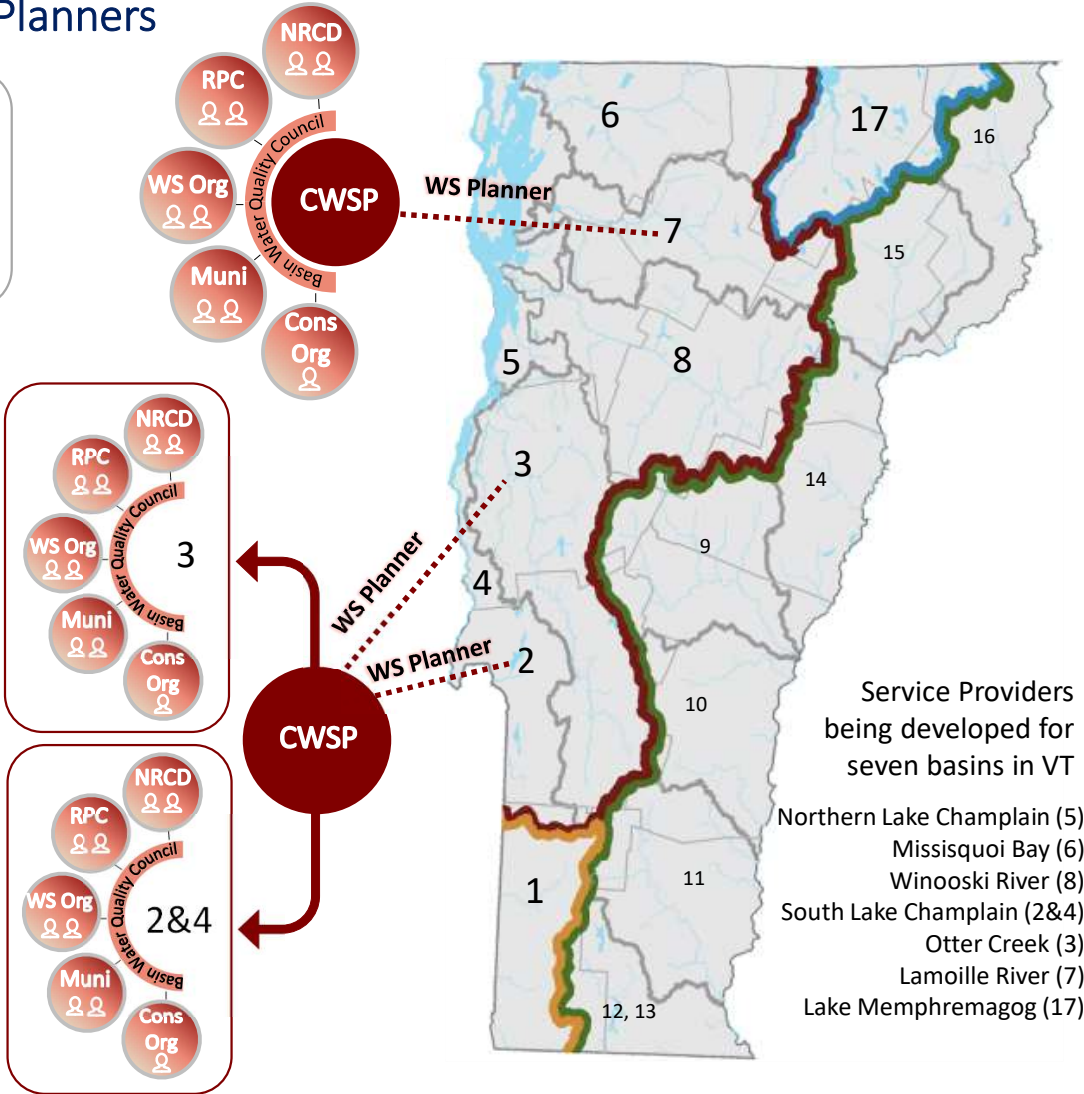 Planners
NRCD
RPC
WS Org
Muni
Cons
Org
Basin Water Quality Council
CWSP
WS Planner
6
17
16
7
15
5
8
3
14
9
4
2
10
1
11
12, 13
NRCD
RPC
WS Org
Muni
Cons
Org
Basin Water Quality Council
3
WS Planner
WS Planner
CWSP
NRCD
RPC
WS Org
Muni
Cons
Org
Basin Water Quality Council
2&4
Service Providers
being developed for
seven basins in VT
Northern Lake Champlain (5)
Missisquoi Bay (6)
Winooski River (8)
South Lake Champlain (2&4)
Otter Creek (3)
Lamoille River (7)
Lake Memphremagog (17)